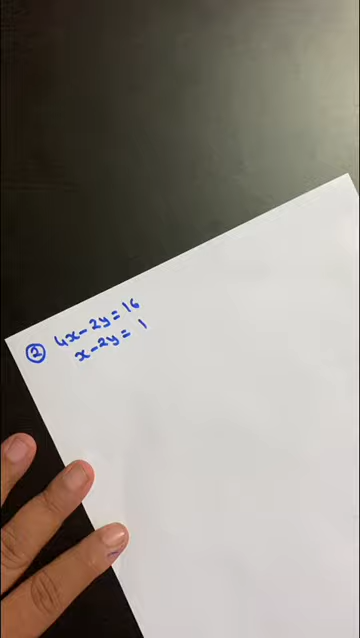 ② 4x - 2y = 16
x - 2y = 1